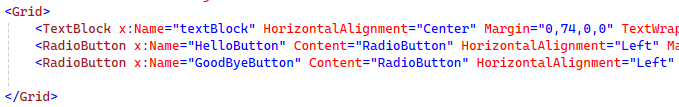 <Grid>
<TextBlock x:Name="textBlock" HorizontalAlignment="Center" Margin="0,74,0,0" TextWrap
<RadioButton x:Name="HelloButton" Content="RadioButton" HorizontalAlignment="Left" Ma
<RadioButton x:Name="GoodByeButton" Content="RadioButton" HorizontalAlignment="Left"
</Grid>